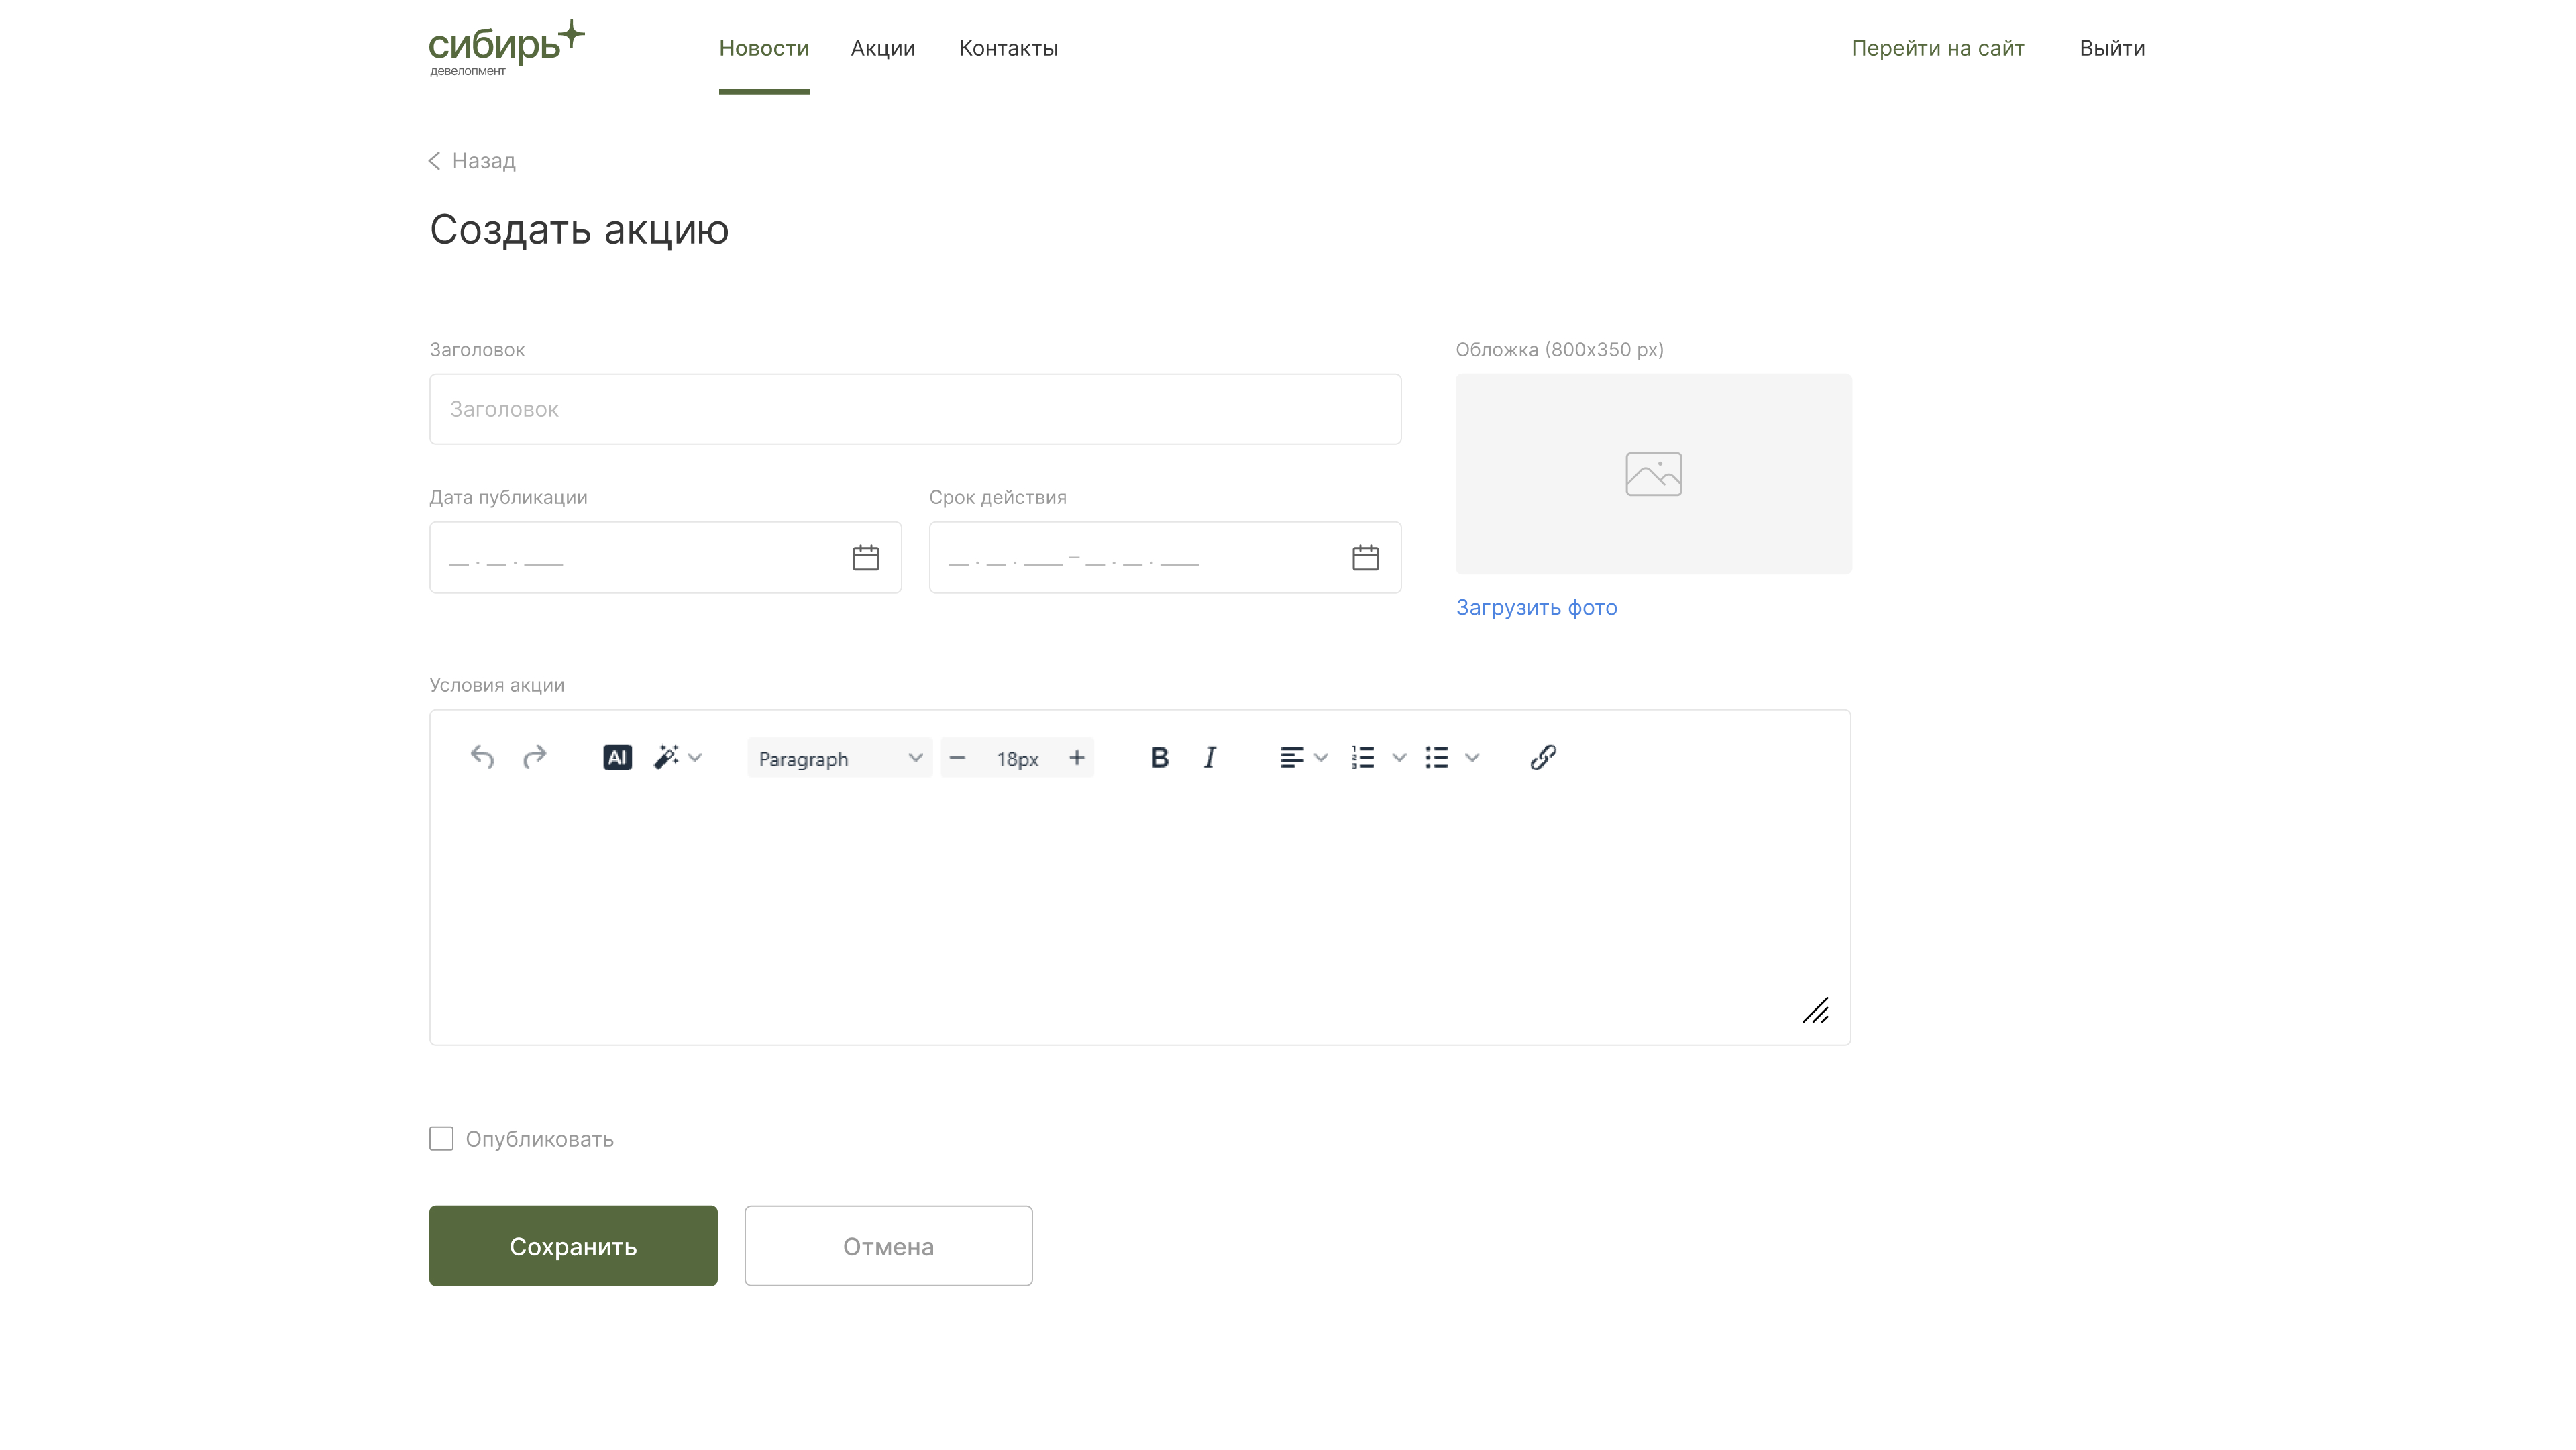 сибирь
девелопмент
Новости Акции Контакты Перейти на сайт Выйти
Назад
Создать акцию
Заголовок
Обложка (800x350 px)
Заголовок
Дата публикации
Срок действия
__ . __ . ____
__ . __ . ____ – __ . __ . ____
Загрузить фото
Условия акции
AI Paragraph − 18px + B I
Опубликовать
Сохранить
Отмена